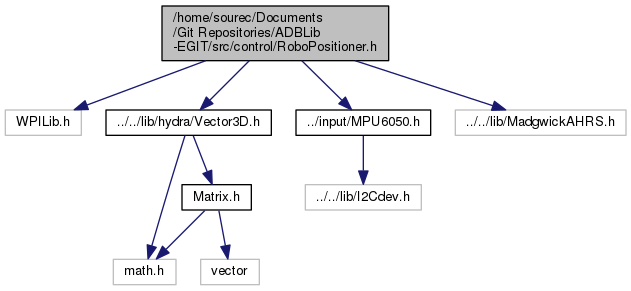 /home/sourec/Documents
/Git Repositories/ADBLib
-EGIT/src/control/RoboPositioner.h
WPILib.h
../../lib/hydra/Vector3D.h
../input/MPU6050.h
../../lib/MadgwickAHRS.h
Matrix.h
../../lib/I2Cdev.h
math.h
vector